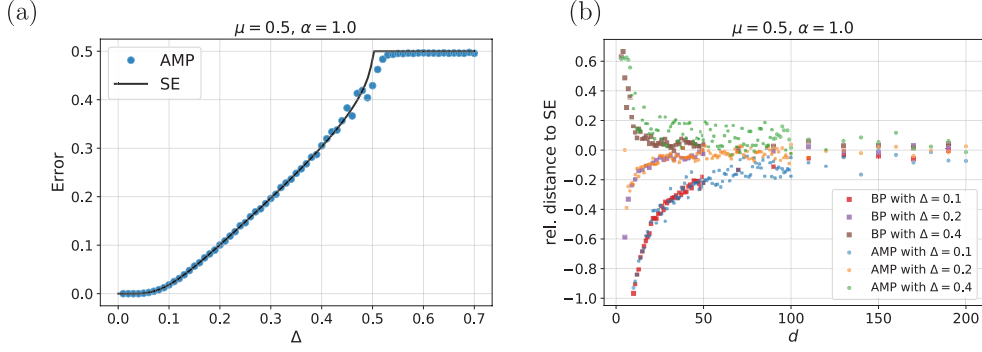 (a)
μ = 0.5, α = 1.0
AMP
SE
Error
0.5
0.4
0.3
0.2
0.1
0.0
0.0 0.1 0.2 0.3 0.4 0.5 0.6 0.7
Δ
(b)
μ = 0.5, α = 1.0
rel. distance to SE
0.6
0.4
0.2
0.0
−0.2
−0.4
−0.6
−0.8
−1.0
BP with Δ = 0.1
BP with Δ = 0.2
BP with Δ = 0.4
AMP with Δ = 0.1
AMP with Δ = 0.2
AMP with Δ = 0.4
0 50 100 150 200
d